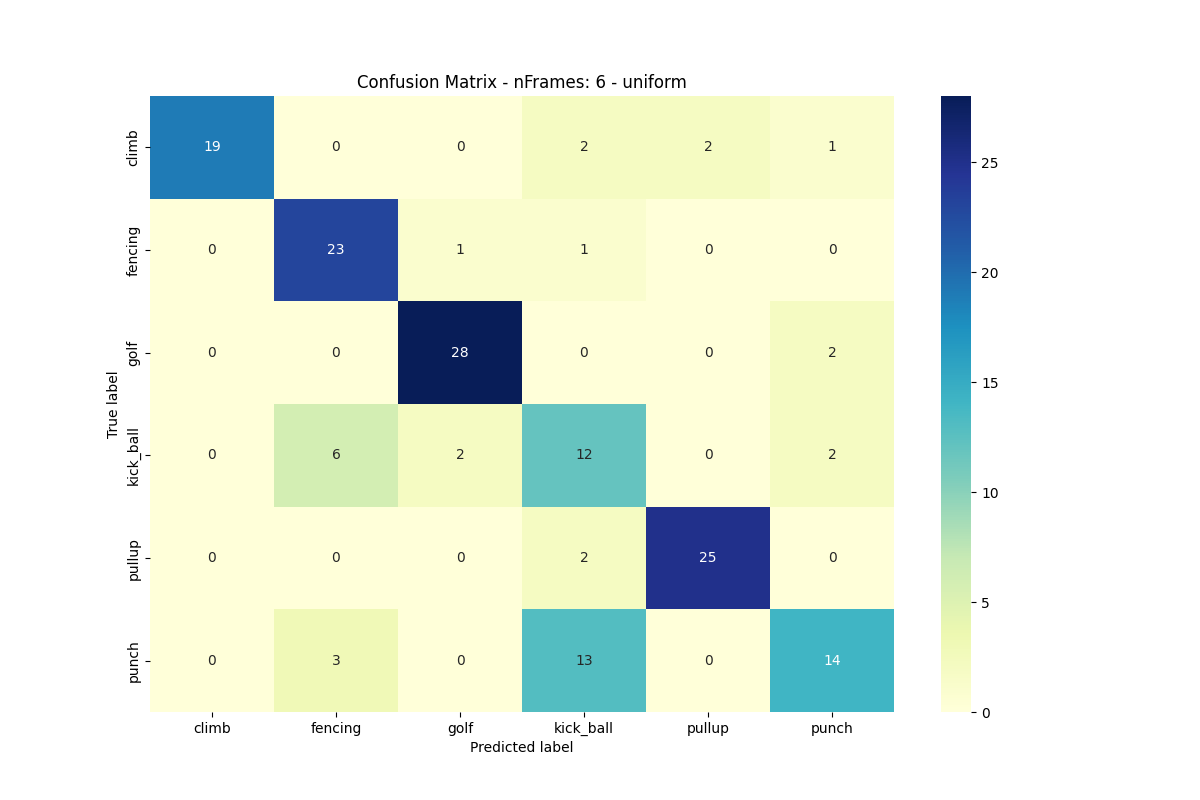 Confusion Matrix - nFrames: 6 - uniform
True label
climb 19 0 0 2 2 1
fencing 0 23 1 1 0 0
golf 0 0 28 0 0 2
kick_ball 0 6 2 12 0 2
pullup 0 0 0 2 25 0
punch 0 3 0 13 0 14
climb fencing golf kick_ball pullup punch
Predicted label
25
20
15
10
5
0